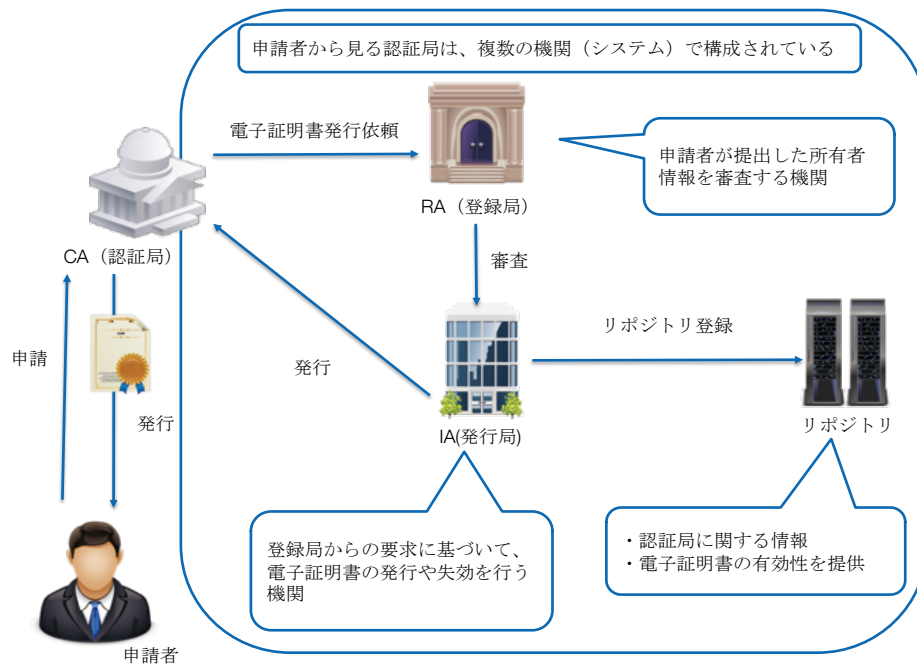 申請者から見る認証局は、複数の機関（システム）で構成されている
電子証明書発行依頼
申請者が提出した所有者
情報を審査する機関
RA（登録局）
CA（認証局）
審査
リポジトリ登録
申請
発行
発行
IA(発行局)
リポジトリ
登録局からの要求に基づいて、
電子証明書の発行や失効を行う
機関
・認証局に関する情報
・電子証明書の有効性を提供
申請者